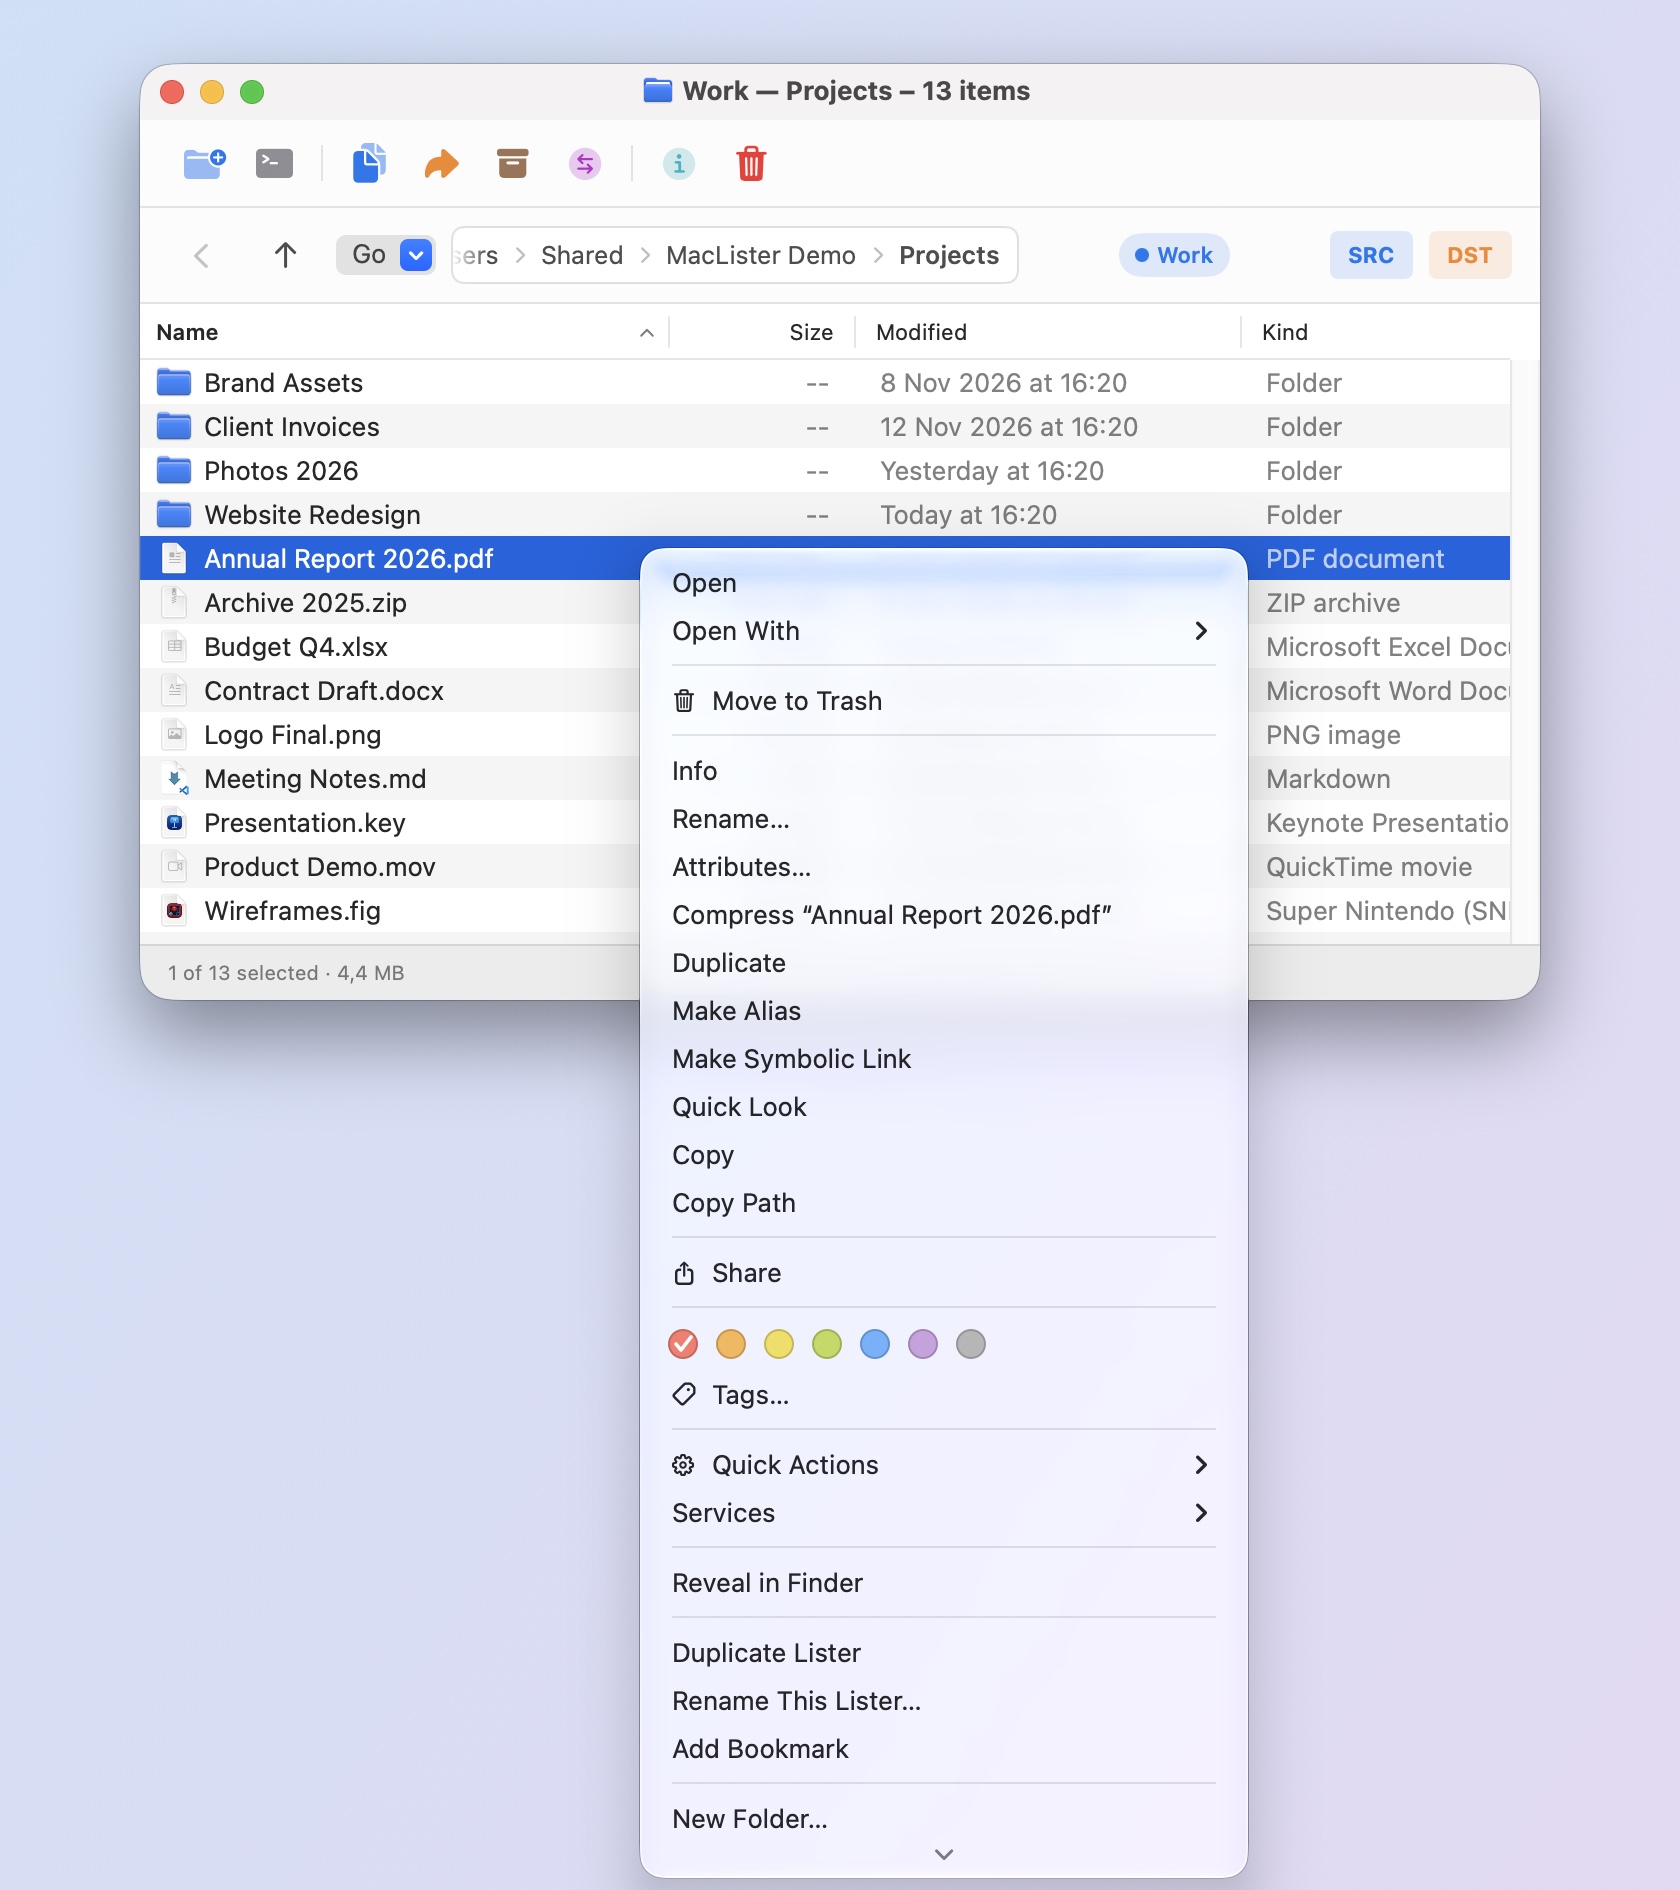 Work — Projects – 13 items
Go
Shared
MacLister Demo
Projects
Work
SRC
DST
Name
Size
Modified
Kind
Brand Assets -- 8 Nov 2026 at 16:20 Folder
Client Invoices -- 12 Nov 2026 at 16:20 Folder
Photos 2026 -- Yesterday at 16:20 Folder
Website Redesign -- Today at 16:20 Folder
Annual Report 2026.pdf PDF document
Archive 2025.zip ZIP archive
Budget Q4.xlsx Microsoft Excel
Contract Draft.docx Microsoft Word
Logo Final.png PNG image
Meeting Notes.md Markdown
Presentation.key Keynote
Product Demo.mov QuickTime movie
Wireframes.fig Super Nintendo
1 of 13 selected · 4,4 MB
Open
Open With
Move to Trash
Info
Rename...
Attributes...
Compress “Annual Report 2026.pdf”
Duplicate
Make Alias
Make Symbolic Link
Quick Look
Copy
Copy Path
Share
Tags...
Quick Actions
Services
Reveal in Finder
Duplicate Lister
Rename This Lister...
Add Bookmark
New Folder...